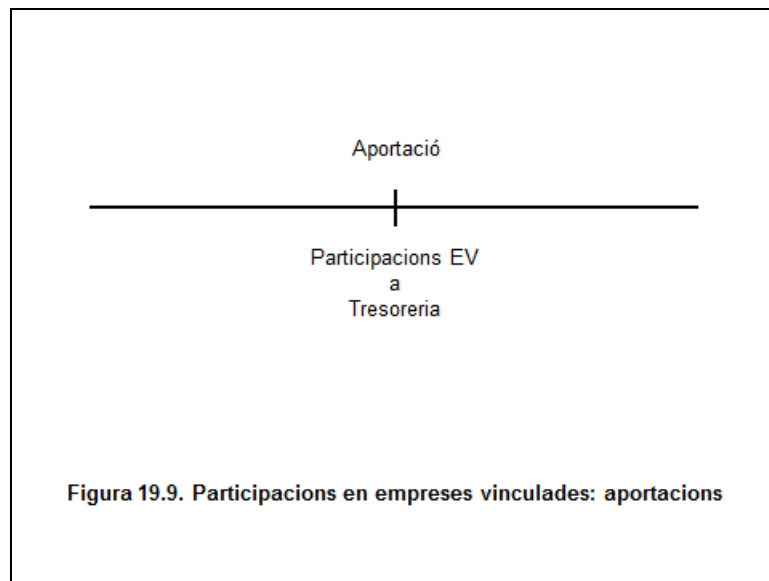 Aportació
Participacions EV
a
Tresoreria
Figura 19.9. Participacions en empreses vinculades: aportacions